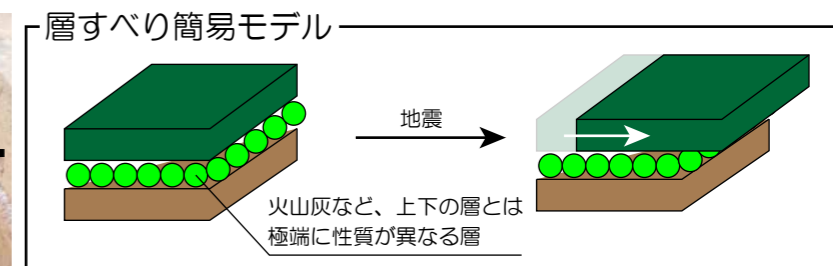 層すべり簡易モデル
地震
火山灰など、上下の層とは
極端に性質が異なる層